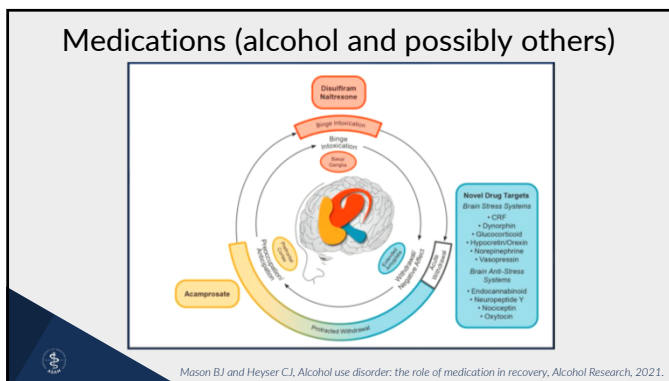 Medications (alcohol and possibly others)
Disulfiram
Naltrexone
Binge Intoxication
Binge
Intoxication
Basal
Ganglia
Novel Drug Targets
Brain Stress Systems
• CRF
• Dynorphin
• Glucocorticoid
• Hypocretin/Orexin
• Norepinephrine
• Vasopressin
Brain Anti-Stress
Systems
• Endocannabinoid
• Neuropeptide Y
• Nociceptin
• Oxytocin
Prefrontal
Cortex
Preoccupation/
Anticipation
Extended
Amygdala
Withdrawal/
Negative Affect
Acute
Withdrawal
Acamprosate
Protracted Withdrawal
ASAM
Mason BJ and Heyser CJ, Alcohol use disorder: the role of medication in recovery, Alcohol Research, 2021.